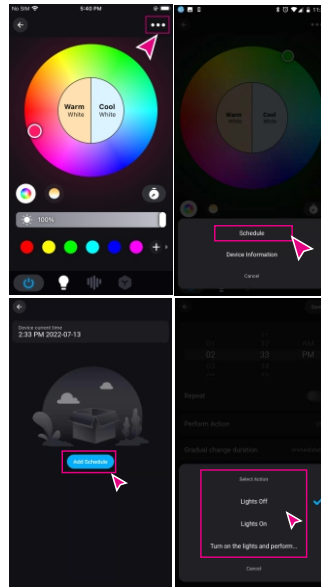 No SIM
5:40 PM
Warm
White
Cool
White
100%
Warm
White
Cool
White
Schedule
Device Information
Cancel
Device current time
2:33 PM 2022-07-13
Add Schedule
02
33
AM
PM
Repeat
Perform Action
Gradual change duration
Select Action
Lights Off
Lights On
Turn on the lights and perform...
Cancel